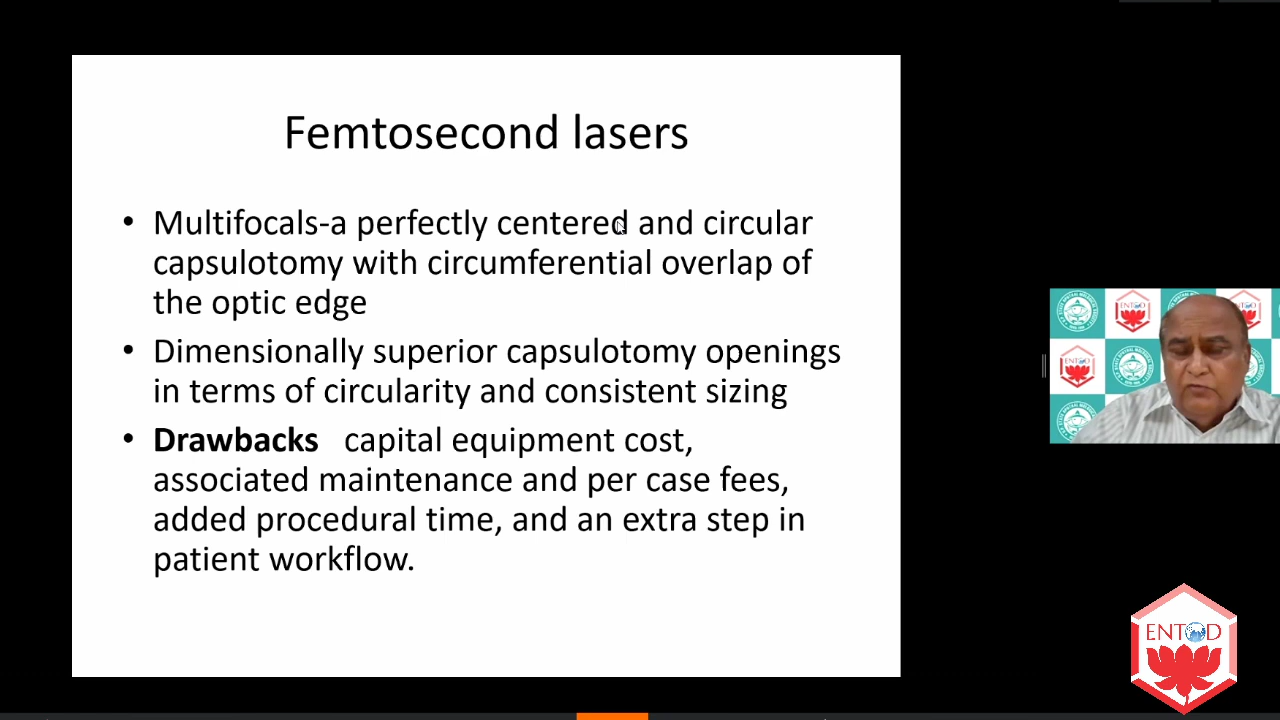 Femtosecond lasers
• Multifocals-a perfectly centered and circular
capsulotomy with circumferential overlap of
the optic edge
• Dimensionally superior capsulotomy openings
in terms of circularity and consistent sizing
• Drawbacks   capital equipment cost,
associated maintenance and per case fees,
added procedural time, and an extra step in
patient workflow.
ENTOD